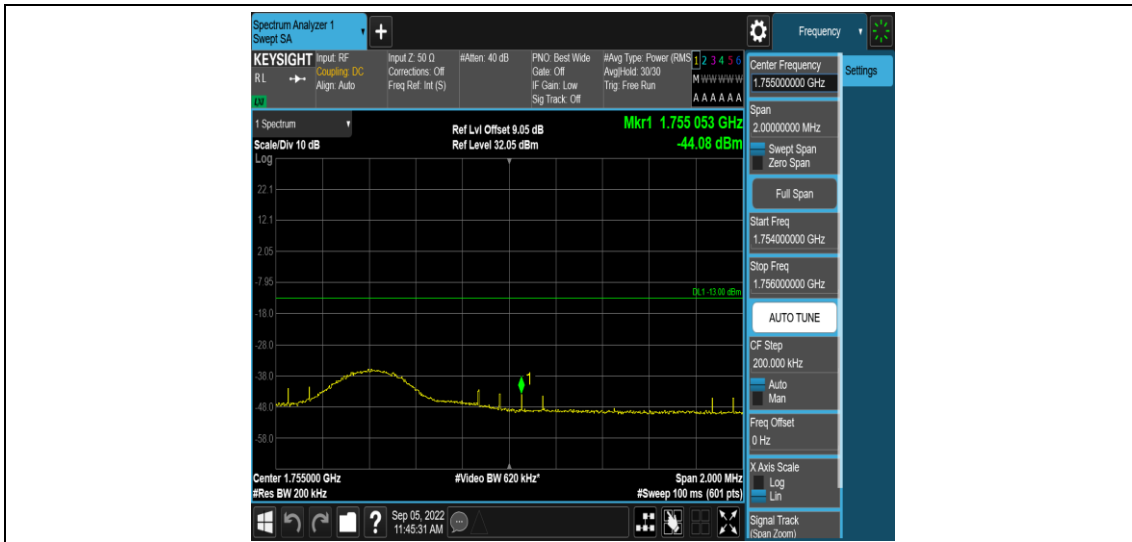 Spectrum Analyzer 1
Swept SA
+
Frequency
KEYSIGHT
RL
LXI
Input: RF
Coupling: DC
Align: Auto
Input Z: 50 Ω
Corrections: Off
Freq Ref: Int (S)
#Atten: 40 dB
PNO: Best Wide
Gate: Off
IF Gain: Low
Sig Track: Off
#Avg Type: Power (RMS
Avg|Hold: 30/30
Trig: Free Run
1 2 3 4 5 6
M W W W W W
A A A A A A
1 Spectrum
Scale/Div 10 dB
Ref Lvl Offset 9.05 dB
Ref Level 32.05 dBm
Mkr1 1.755 053 GHz
-44.08 dBm
Log
22.1
12.1
2.05
-7.95
-18.0
-28.0
-38.0
-48.0
-58.0
DL1 -13.00 dBm
1
Center 1.755000 GHz
#Res BW 200 kHz
#Video BW 620 kHz*
Span 2.000 MHz
#Sweep 100 ms (601 pts)
?
Sep 05, 2022
11:45:31 AM
Center Frequency
1.755000000 GHz
Settings
Span
2.00000000 MHz
Swept Span
Zero Span
Full Span
Start Freq
1.754000000 GHz
Stop Freq
1.756000000 GHz
AUTO TUNE
CF Step
200.000 kHz
Auto
Man
Freq Offset
0 Hz
X Axis Scale
Log
Lin
Signal Track
(Span Zoom)